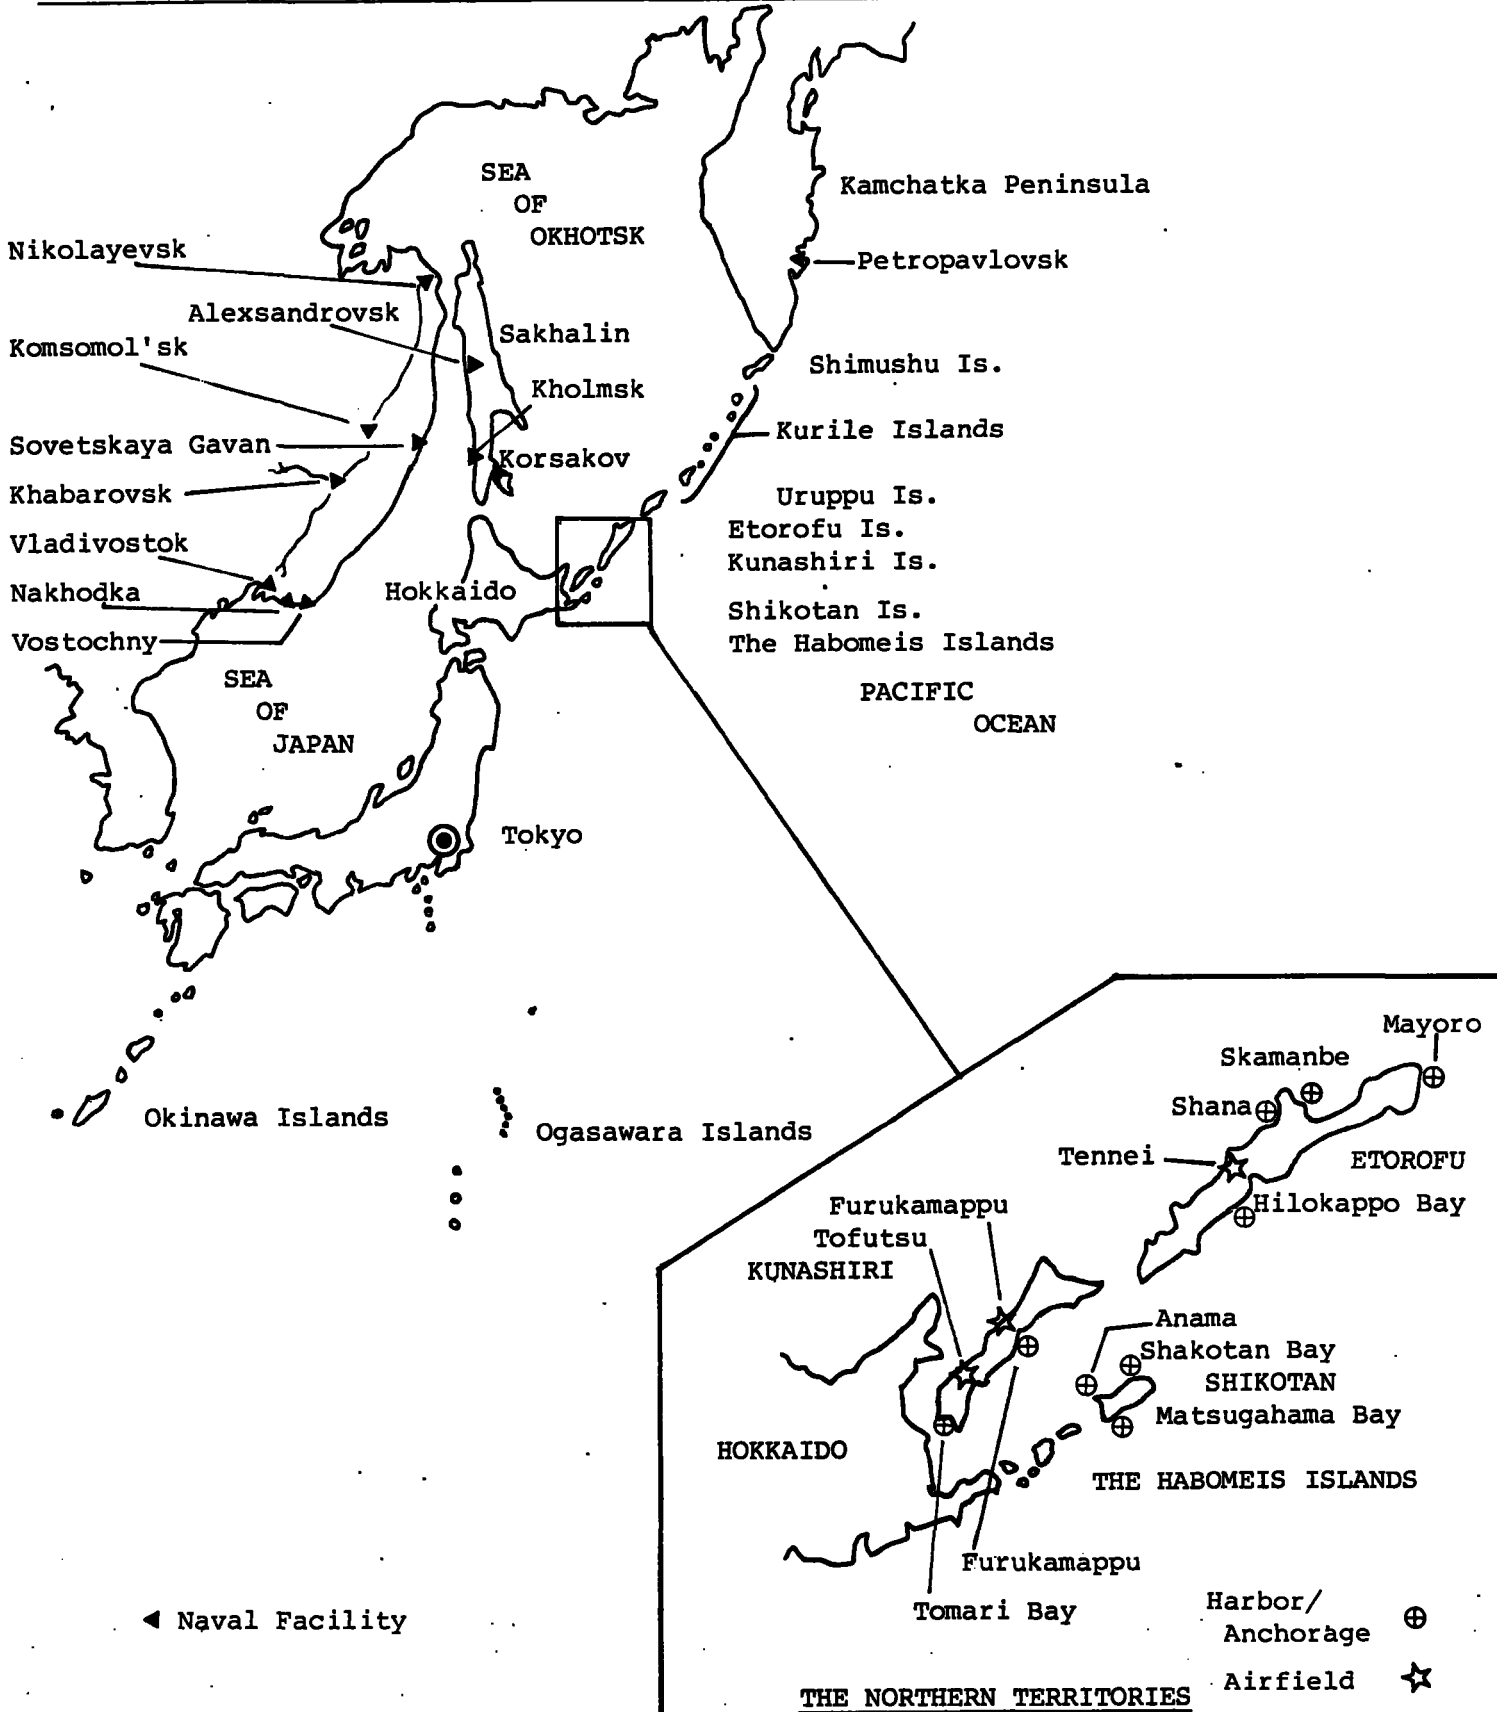 SEA
OF
OKHOTSK
Kamchatka Peninsula
Nikolayevsk
Petropavlovsk
Alexsandrovsk
Sakhalin
Komsomol'sk
Shimushu Is.
Kholmsk
Kurile Islands
Sovetskaya Gavan
Korsakov
Khabarovsk
Uruppu Is.
Etorofu Is.
Vladivostok
Kunashiri Is.
Nakhodka
Hokkaido
Shikotan Is.
Vostochny
The Habomeis Islands
SEA
OF
JAPAN
PACIFIC
OCEAN
Tokyo
Okinawa Islands
Ogasawara Islands
Mayoro
Skamanbe
Shana
Tennei
ETOROFU
Hilokappo Bay
Furukamappu
Tofutsu
KUNASHIRI
Anama
Shakotan Bay
SHIKOTAN
Matsugahama Bay
HOKKAIDO
THE HABOMEIS ISLANDS
Furukamappu
Tomari Bay
Naval Facility
Harbor/
Anchorage
Airfield
THE NORTHERN TERRITORIES